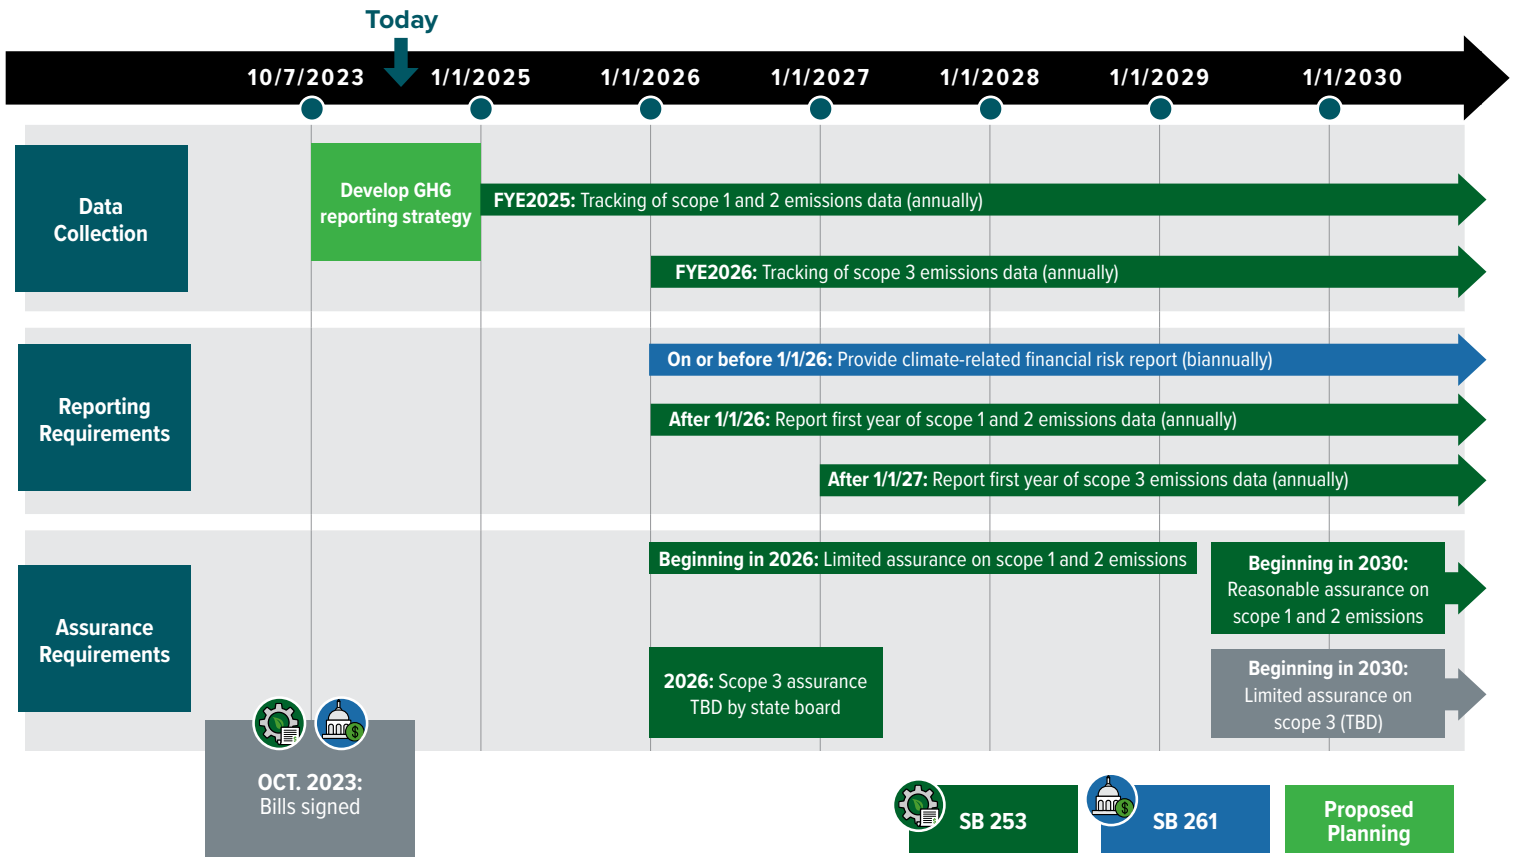 Today
10/7/2023
1/1/2025
1/1/2026
1/1/2027
1/1/2028
1/1/2029
1/1/2030
Data
Collection
Develop GHG
reporting strategy
FYE2025: Tracking of scope 1 and 2 emissions data (annually)
FYE2026: Tracking of scope 3 emissions data (annually)
Reporting
Requirements
On or before 1/1/26: Provide climate-related financial risk report (biannually)
After 1/1/26: Report first year of scope 1 and 2 emissions data (annually)
After 1/1/27: Report first year of scope 3 emissions data (annually)
Assurance
Requirements
Beginning in 2026: Limited assurance on scope 1 and 2 emissions
Beginning in 2030:
Reasonable assurance on
scope 1 and 2 emissions
2026: Scope 3 assurance
TBD by state board
Beginning in 2030:
Limited assurance on
scope 3 (TBD)
$
OCT. 2023:
Bills signed
SB 253
$
SB 261
Proposed
Planning